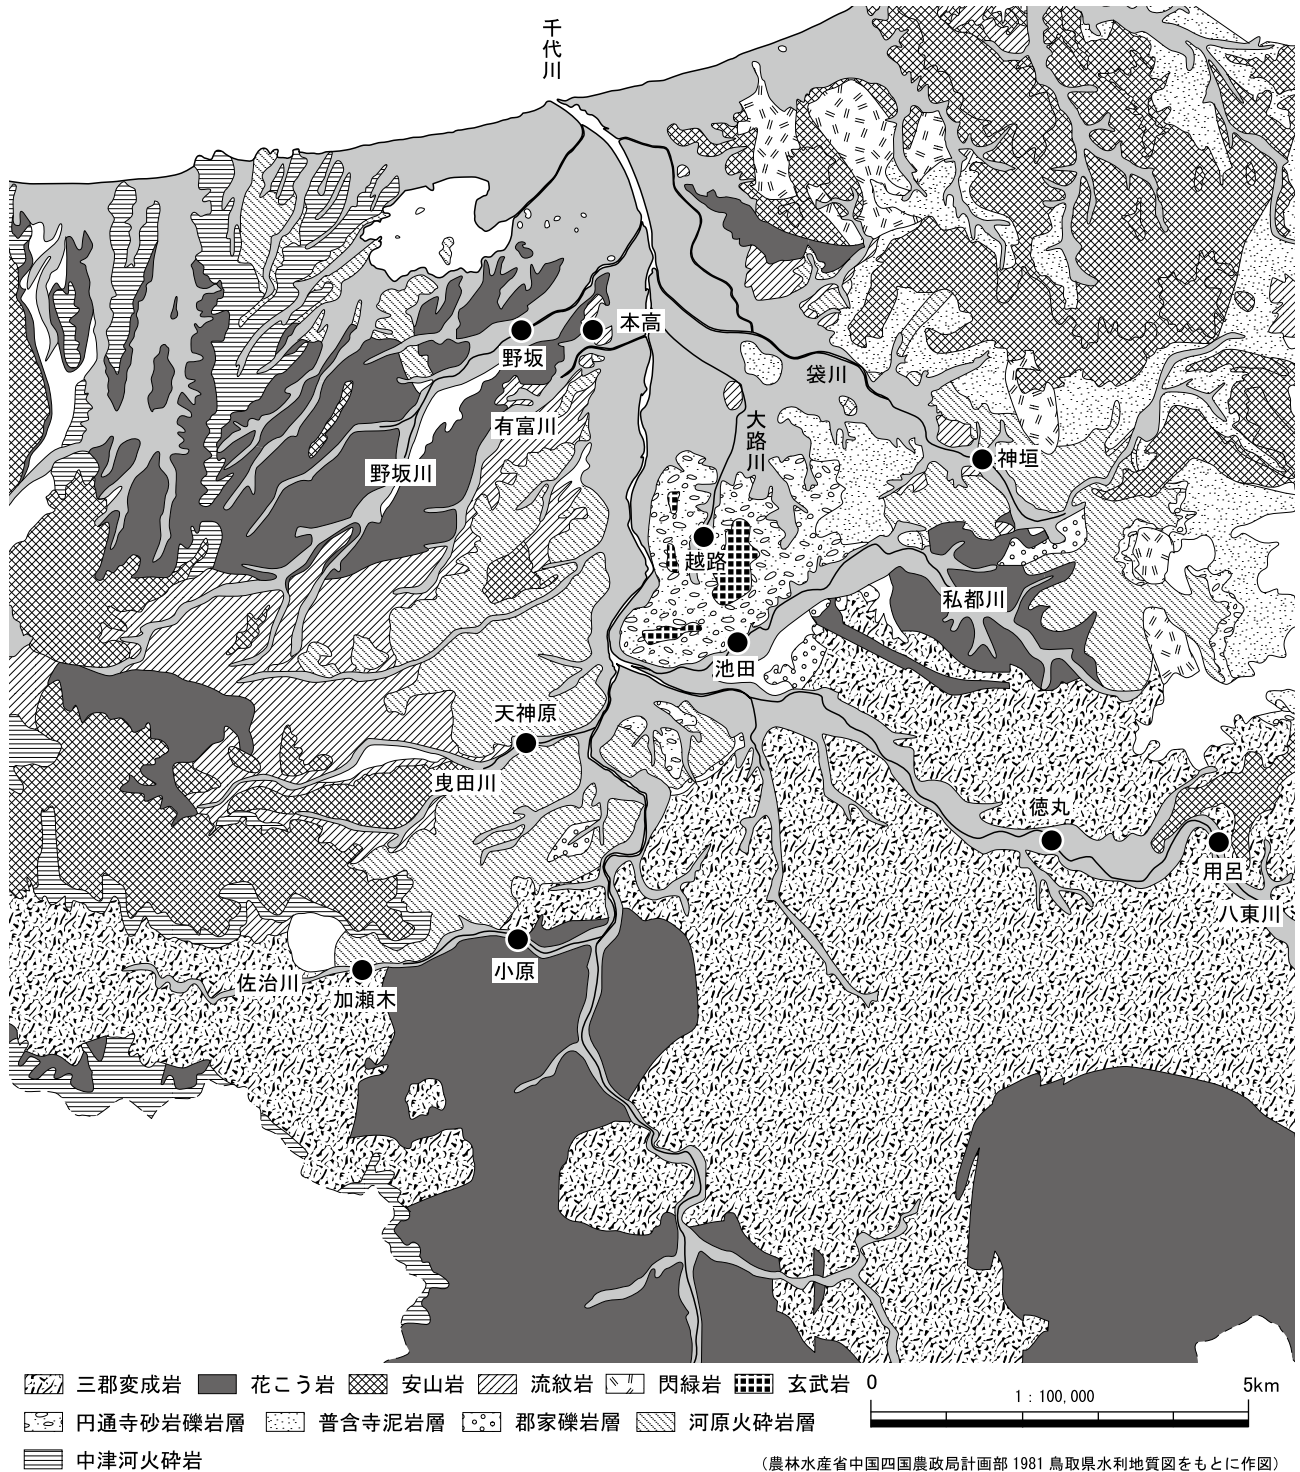 千代川
本高
野坂
袋川
有富川
大路川
神垣
野坂川
越路
私都川
池田
天神原
曳田川
徳丸
用呂
八東川
小原
佐治川
加瀬木
三郡変成岩 花こう岩 安山岩 流紋岩 閃緑岩 玄武岩 0 5km
1：100,000
円通寺砂岩礫岩層 普含寺泥岩層 郡家礫岩層 河原火砕岩層
中津河火砕岩
（農林水産省中国四国農政局計画部 1981 鳥取県水利地質図をもとに作図）